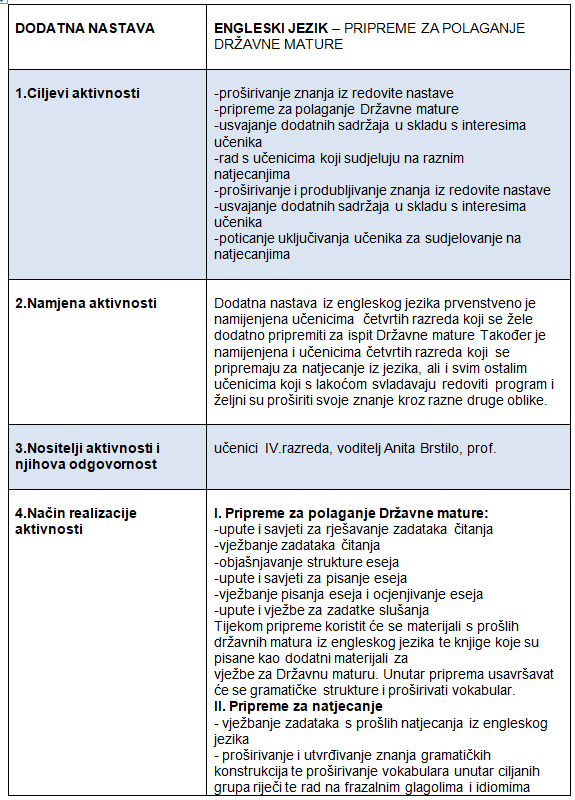 DODATNA NASTAVA
ENGLESKI JEZIK – PRIPREME ZA POLAGANJE
DRŽAVNE MATURE
1.Ciljevi aktivnosti
-proširivanje znanja iz redovite nastave
-pripreme za polaganje Državne mature
-usvajanje dodatnih sadržaja u skladu s interesima
učenika
-rad s učenicima koji sudjeluju na raznim
natjecanjima
-proširivanje i produbljivanje znanja iz redovite nastave
-usvajanje dodatnih sadržaja u skladu s interesima
učenika
-poticanje uključivanja učenika za sudjelovanje na
natjecanjima
2.Namjena aktivnosti
Dodatna nastava iz engleskog jezika prvenstveno je
namijenjena učenicima četvrtih razreda koji se žele
dodatno pripremiti za ispit Državne mature Također je
namijenjena i učenicima četvrtih razreda koji se
pripremaju za natjecanje iz jezika, ali i svim ostalim
učenicima koji s lakoćom svladavaju redoviti program i
željni su proširiti svoje znanje kroz razne druge oblike.
3.Nositelji aktivnosti i
njihova odgovornost
učenici IV.razreda, voditelj Anita Brstilo, prof.
4.Način realizacije
aktivnosti
I. Pripreme za polaganje Državne mature:
-upute i savjeti za rješavanje zadataka čitanja
-vježbanje zadataka čitanja
-objašnjavanje strukture eseja
-upute i savjeti za pisanje eseja
-vježbanje pisanja eseja i ocjenjivanje eseja
-upute i vježbe za zadatke slušanja
Tijekom pripreme koristit će se materijali s prošlih
državnih matura iz engleskog jezika te knjige koje su
pisane kao dodatni materijali za
vježbe za Državnu maturu. Unutar priprema usavršavat
će se gramatičke strukture i proširivati vokabular.
II. Pripreme za natjecanje
- vježbanje zadataka s prošlih natjecanja iz engleskog
jezika
- proširivanje i utvrđivanje znanja gramatičkih
konstrukcija te proširivanje vokabulara unutar ciljanih
grupa riječi te rad na frazalnim glagolima i idiomima